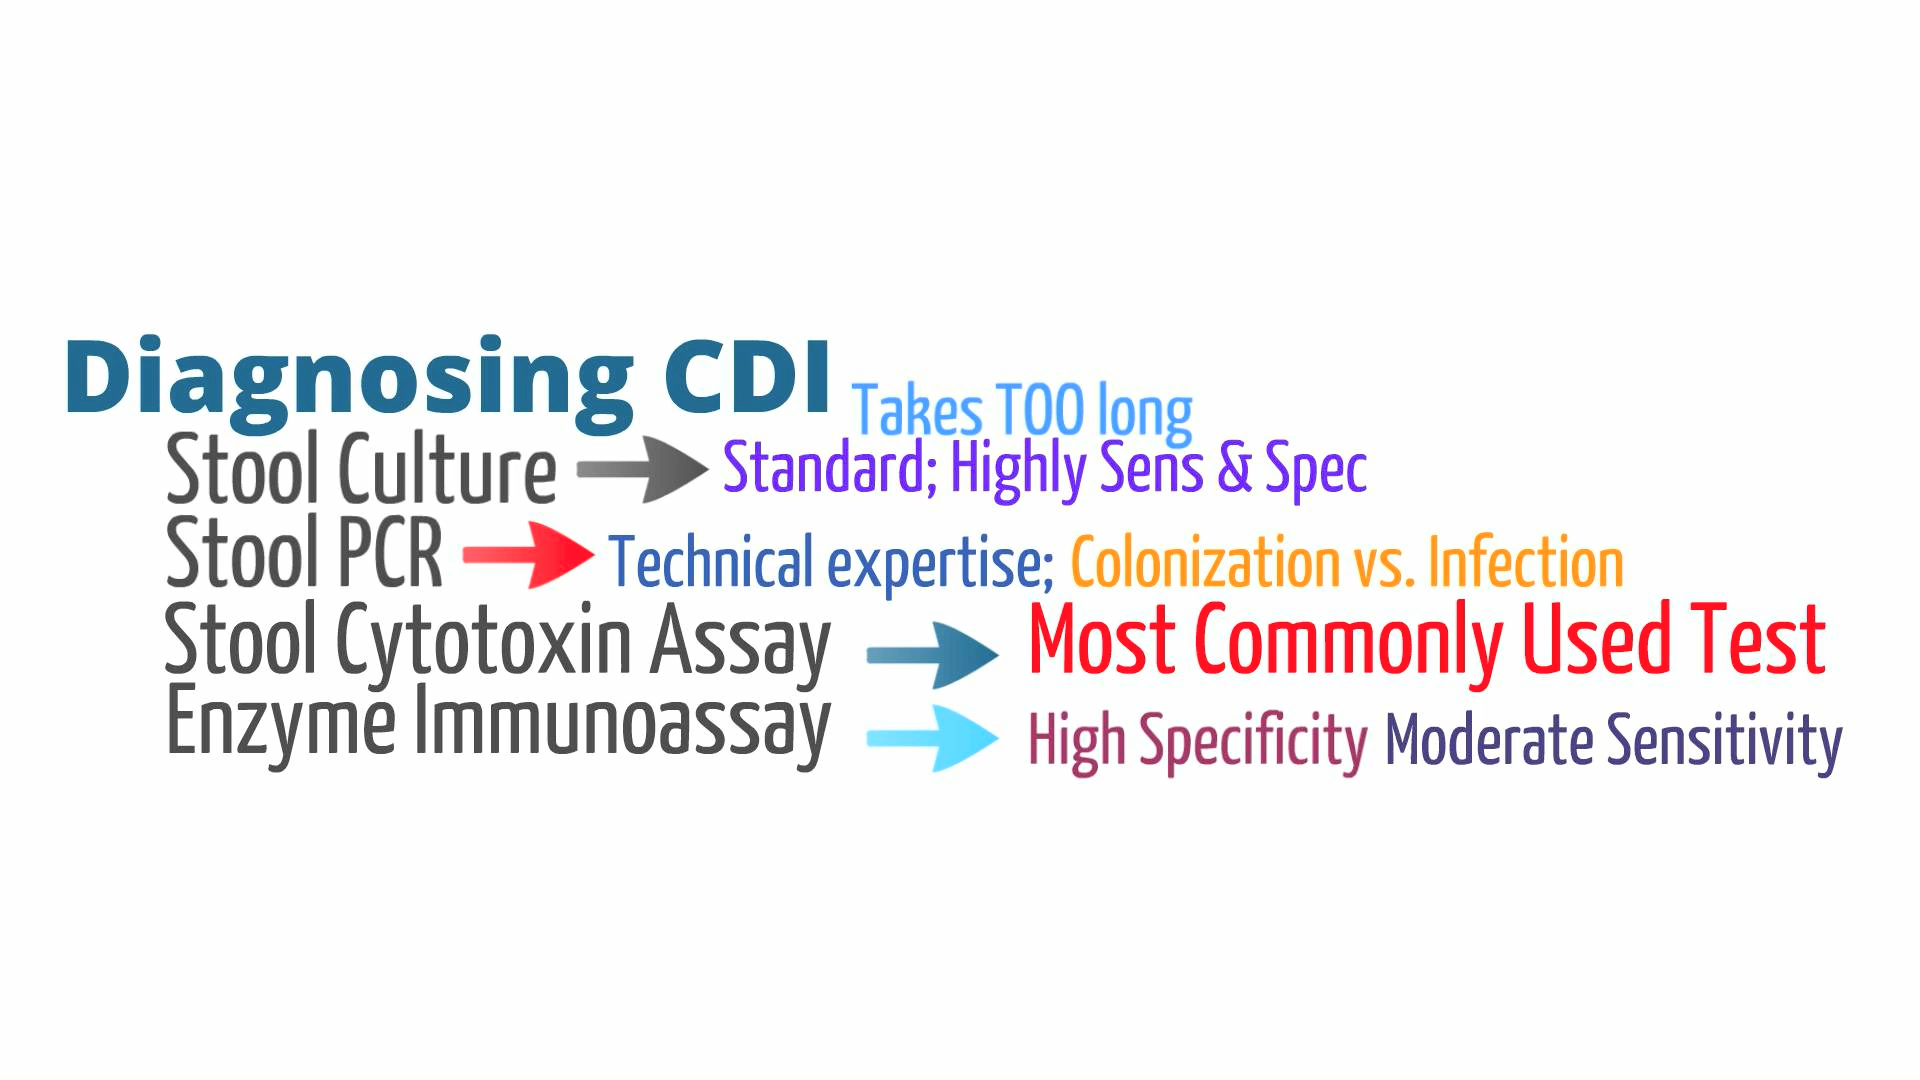 Diagnosing CDI
Takes TOO long
Stool Culture Standard; Highly Sens & Spec
Stool PCR Technical expertise; Colonization vs. Infection
Stool Cytotoxin Assay Most Commonly Used Test
Enzyme Immunoassay High Specificity Moderate Sensitivity